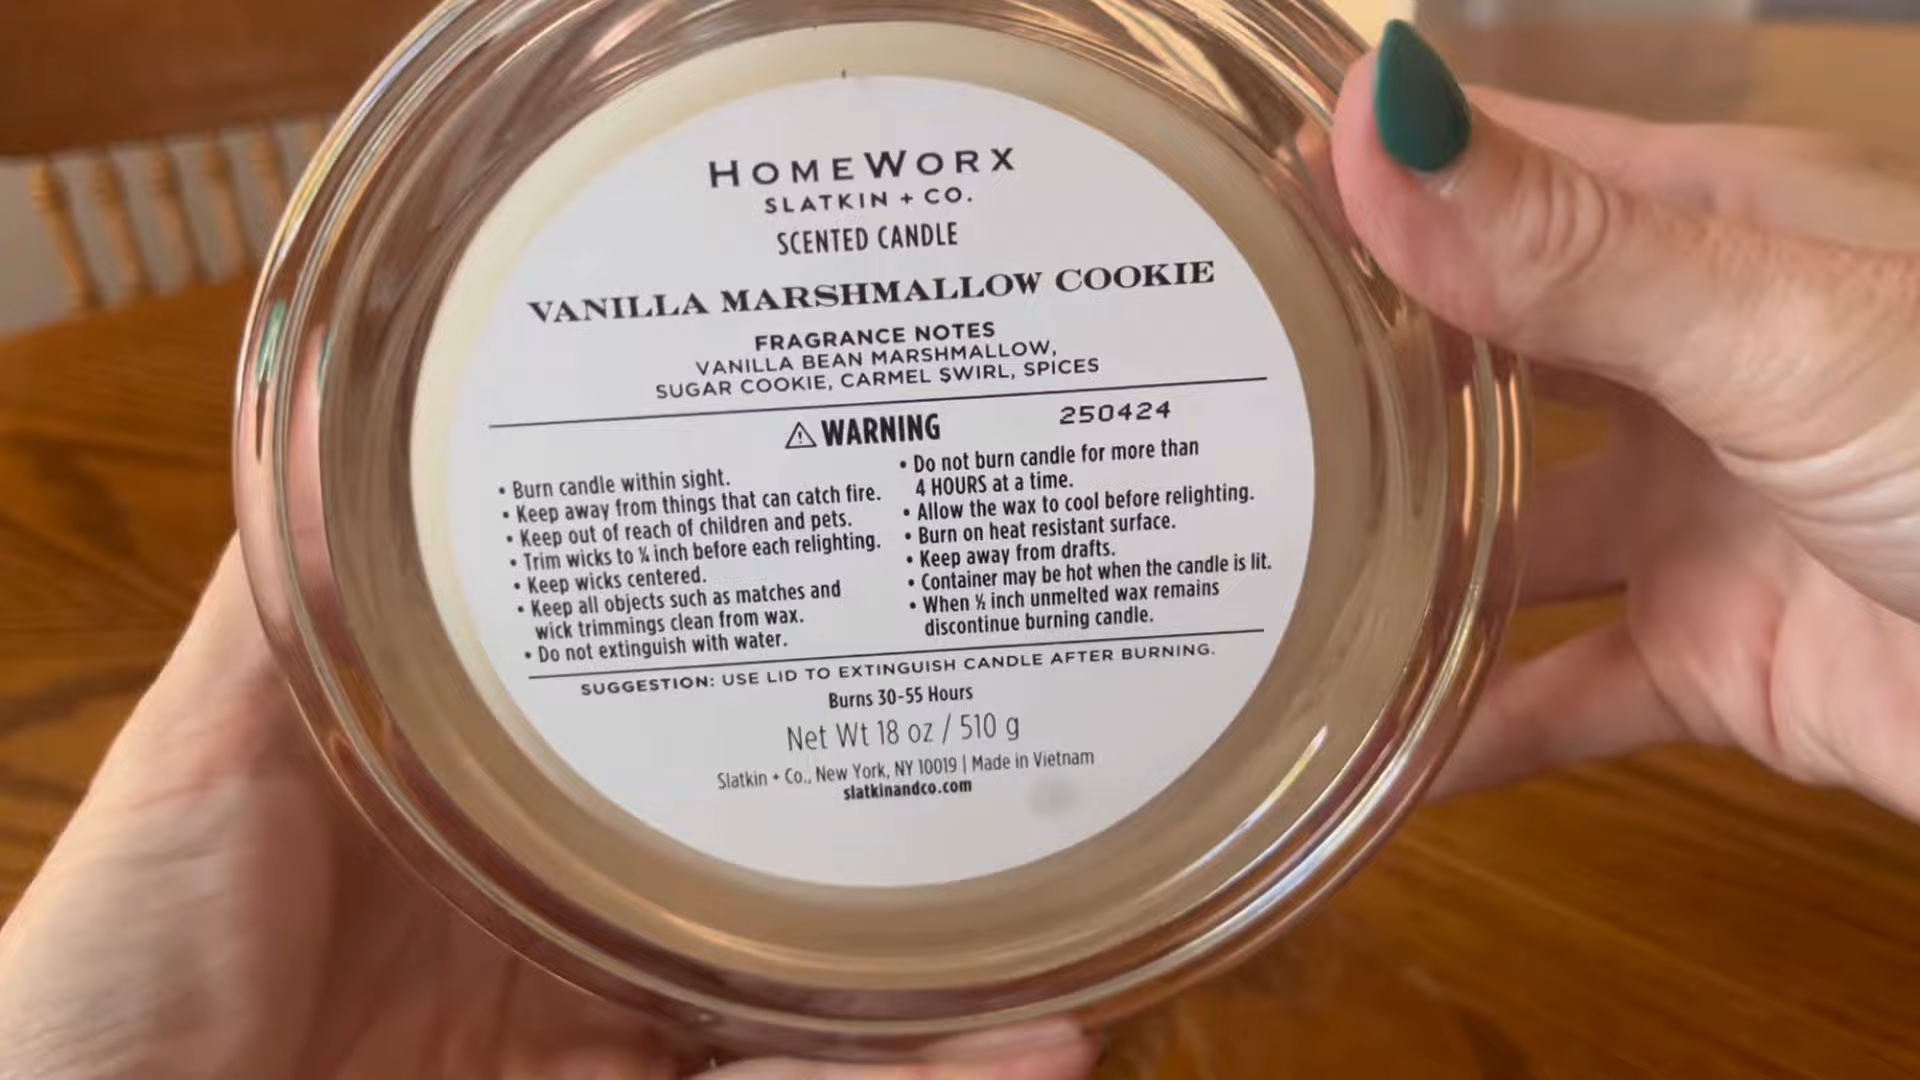 HOMEWORX
SLATKIN + CO.
SCENTED CANDLE
VANILLA MARSHMALLOW COOKIE
FRAGRANCE NOTES
VANILLA BEAN MARSHMALLOW,
SUGAR COOKIE, CARMEL SWIRL, SPICES
⚠ WARNING
250424
• Burn candle within sight.
• Keep away from things that can catch fire.
• Keep out of reach of children and pets.
• Trim wicks to ¼ inch before each relighting.
• Keep wicks centered.
• Keep all objects such as matches and
wick trimmings clean from wax.
• Do not extinguish with water.
• Do not burn candle for more than
4 HOURS at a time.
• Allow the wax to cool before relighting.
• Burn on heat resistant surface.
• Keep away from drafts.
• Container may be hot when the candle is lit.
• When ½ inch unmelted wax remains
discontinue burning candle.
SUGGESTION: USE LID TO EXTINGUISH CANDLE AFTER BURNING.
Burns 30-55 Hours
Net Wt 18 oz / 510 g
Slatkin + Co., New York, NY 10019 | Made in Vietnam
slatkinandco.com